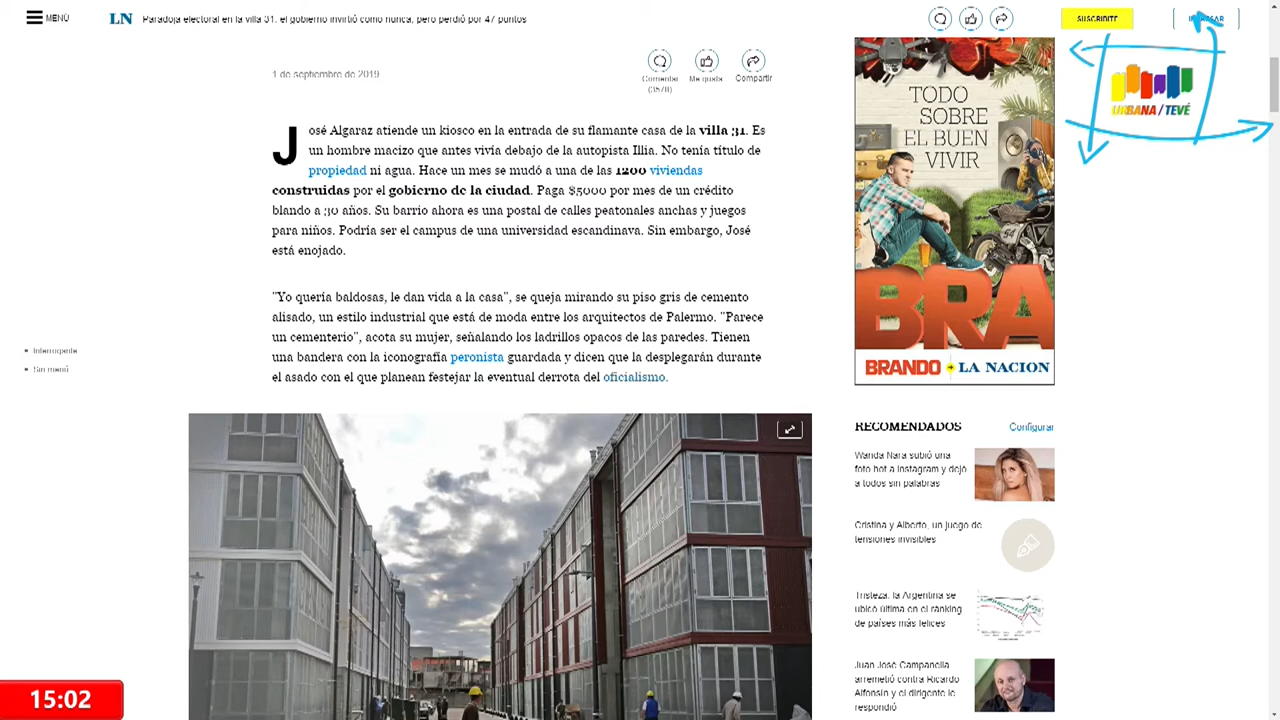 MENÚ
LN
Paradoja electoral en la villa 31. el gobierno invirtió como nunca, pero perdió por 47 puntos
SUSCRIBITE
1 de septiembre de 2019
Comentar
(3570)
Me gusta
Compartir
José Algaraz atiende un kiosco en la entrada de su flamante casa de la villa 31. Es
un hombre macizo que antes vivía debajo de la autopista Illia. No tenía título de
propiedad ni agua. Hace un mes se mudó a una de las 1200 viviendas
construidas por el gobierno de la ciudad. Paga $5000 por mes de un crédito
blando a 30 años. Su barrio ahora es una postal de calles peatonales anchas y juegos
para niños. Podría ser el campus de una universidad escandinava. Sin embargo, José
está enojado.
"Yo quería baldosas, le dan vida a la casa", se queja mirando su piso gris de cemento
alisado, un estilo industrial que está de moda entre los arquitectos de Palermo. "Parece
un cementerio", acota su mujer, señalando los ladrillos opacos de las paredes. Tienen
una bandera con la iconografía peronista guardada y dicen que la desplegarán durante
el asado con el que planean festejar la eventual derrota del oficialismo.
Interrogante
Sin menú
TODO
SOBRE
EL BUEN
VIVIR
BRA
BRANDO
LA NACION
URBANA / TEVÉ
RECOMENDADOS
Configurar
Wanda Nara subió una
foto hot a Instagram y dejó
a todos sin palabras
Cristina y Alberto, un juego de
tensiones invisibles
Tristeza: la Argentina se
ubicó última en el ránking
de países más felices
Juan José Campanella
arremetió contra Ricardo
Alfonsín y el dirigente le
respondió
15:02